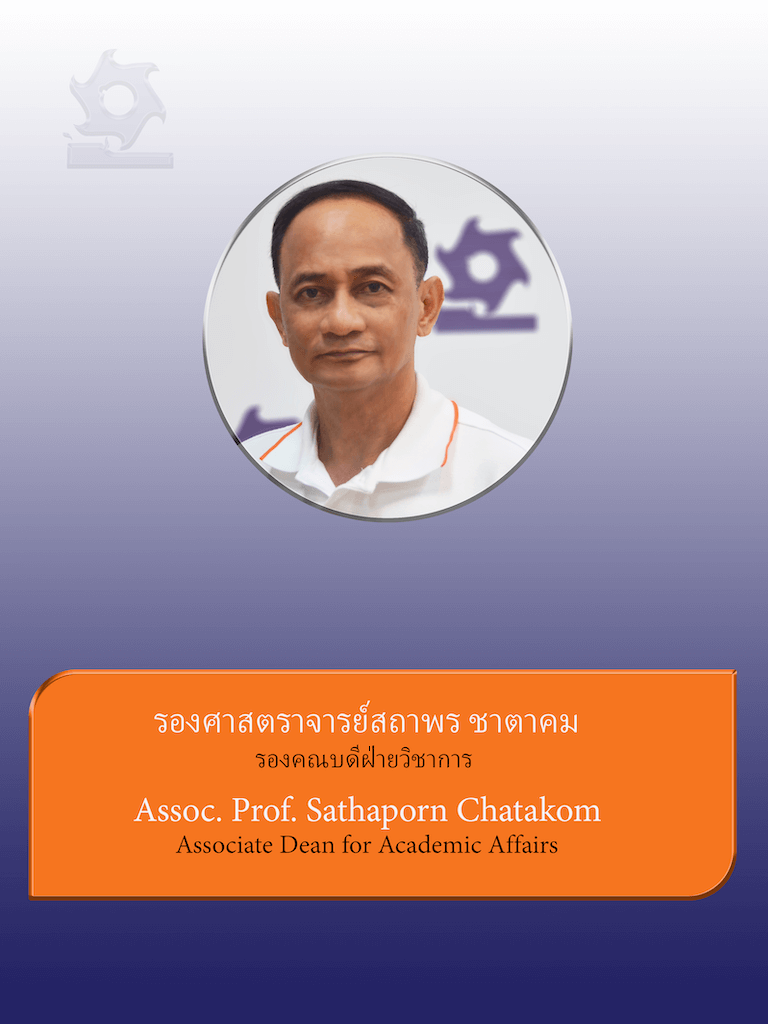 รองศาสตราจารย์สถาพร ชาตาคม
รองคณบดีฝ่ายวิชาการ
Assoc. Prof. Sathaporn Chatakom
Associate Dean for Academic Affairs